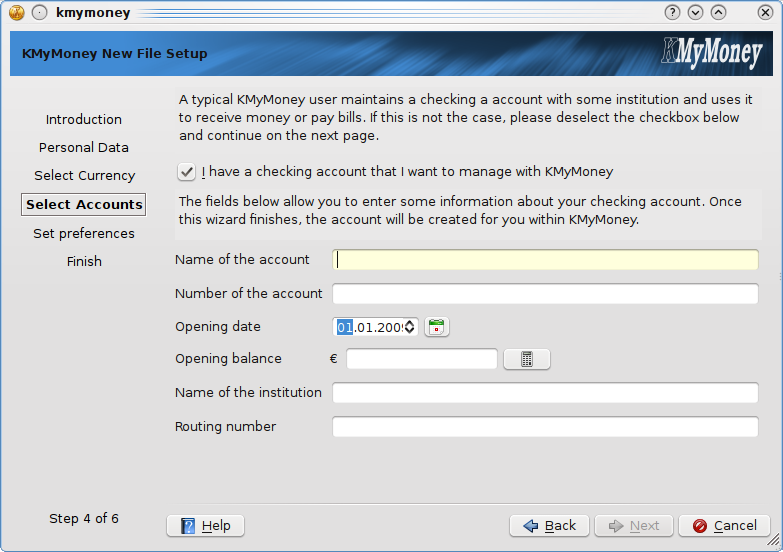 kmymoney
KMyMoney New File Setup
KMyMoney
Introduction
Personal Data
Select Currency
Select Accounts
Set preferences
Finish
A typical KMyMoney user maintains a checking a account with some institution and uses it
to receive money or pay bills. If this is not the case, please deselect the checkbox below
and continue on the next page.
I have a checking account that I want to manage with KMyMoney
The fields below allow you to enter some information about your checking account. Once
this wizard finishes, the account will be created for you within KMyMoney.
Name of the account
Number of the account
Opening date
01.01.2009
Opening balance
€
Name of the institution
Routing number
Step 4 of 6
Help
Back
Next
Cancel